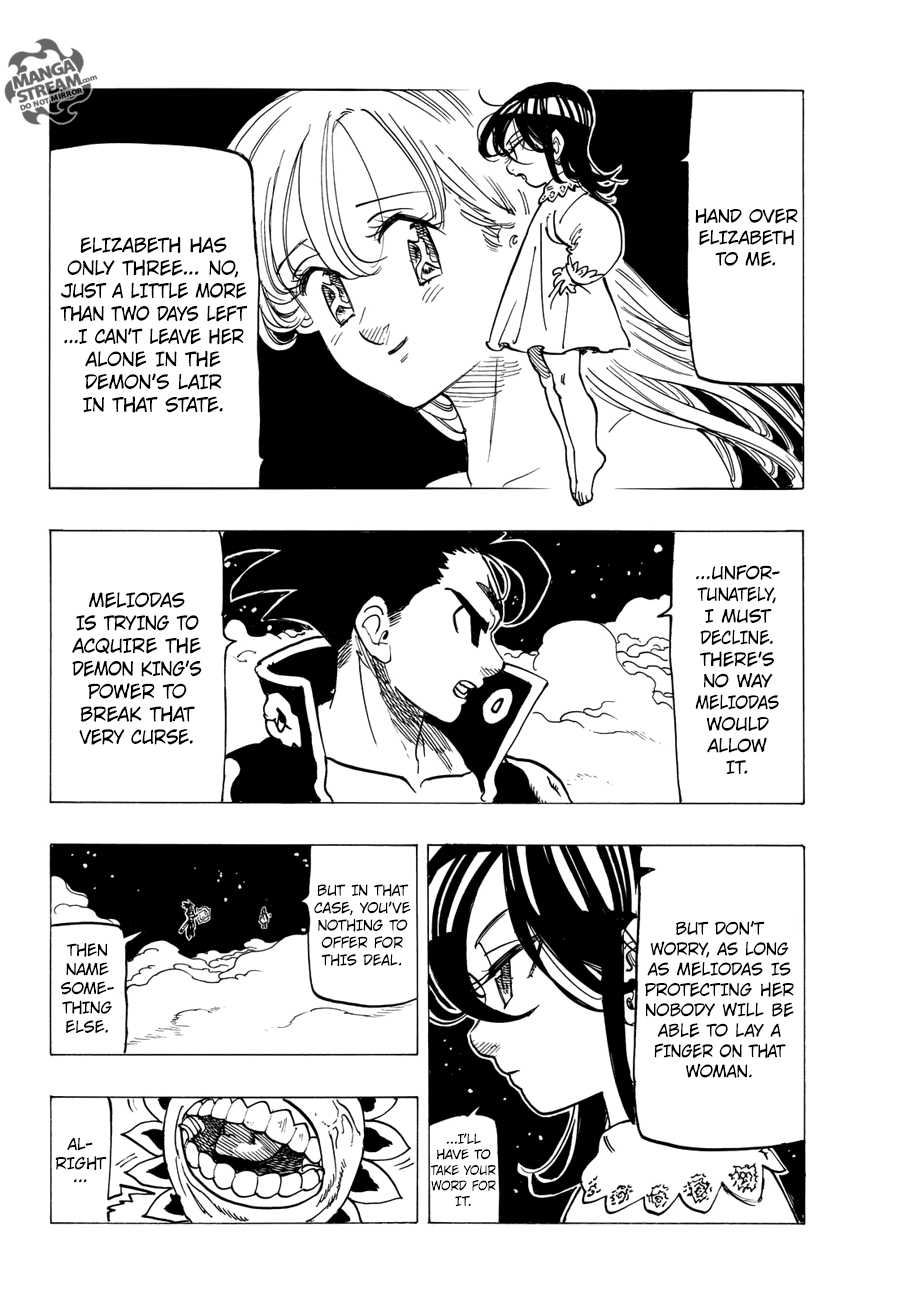 MANGA
STREAM.com
DO NOT MIRROR
HAND OVER
ELIZABETH
TO ME.
ELIZABETH HAS
ONLY THREE... NO,
JUST A LITTLE MORE
THAN TWO DAYS LEFT
...I CAN'T LEAVE HER
ALONE IN THE
DEMON'S LAIR
IN THAT STATE.
...UNFOR-
TUNATELY,
I MUST
DECLINE.
THERE'S
NO WAY
MELIODAS
WOULD
ALLOW
IT.
MELIODAS
IS TRYING TO
ACQUIRE THE
DEMON KING'S
POWER TO
BREAK THAT
VERY CURSE.
BUT DON'T
WORRY, AS LONG
AS MELIODAS IS
PROTECTING HER
NOBODY WILL BE
ABLE TO LAY A
FINGER ON THAT
WOMAN.
...I'LL
HAVE TO
TAKE YOUR
WORD FOR
IT.
BUT IN THAT
CASE, YOU'VE
NOTHING TO
OFFER FOR
THIS DEAL.
THEN
NAME
SOME-
THING
ELSE.
AL-
RIGHT
...